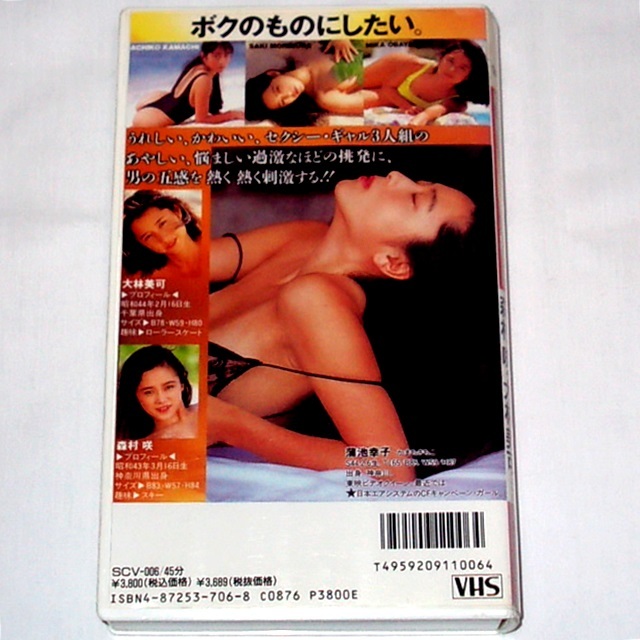 ボクのものにしたい。
ACHIKO KAMACHI
うれしい、かわいい、セクシー・ギャル3人組の
あやしい、悩ましい過激なほどの挑発に、
男の五感を熱く熱く刺激する!!
大林美可
▶プロフィール◀
昭和44年2月16日生
千葉県出身
サイズ▶B78・W59・H80
趣味▶ローラースケート
森村 咲
▶プロフィール◀
昭和43年3月16日生
神奈川県出身
サイズ▶B83・W57・H84
趣味▶スキー
蒲池幸子
★日本エアシステムのCFキャンペーン・ガール
T4959209110064
SCV-006/45分
¥3,800(税込価格) ¥3,689(税抜価格)
ISBN4-87253-706-8 C0876 P3800E
VHS